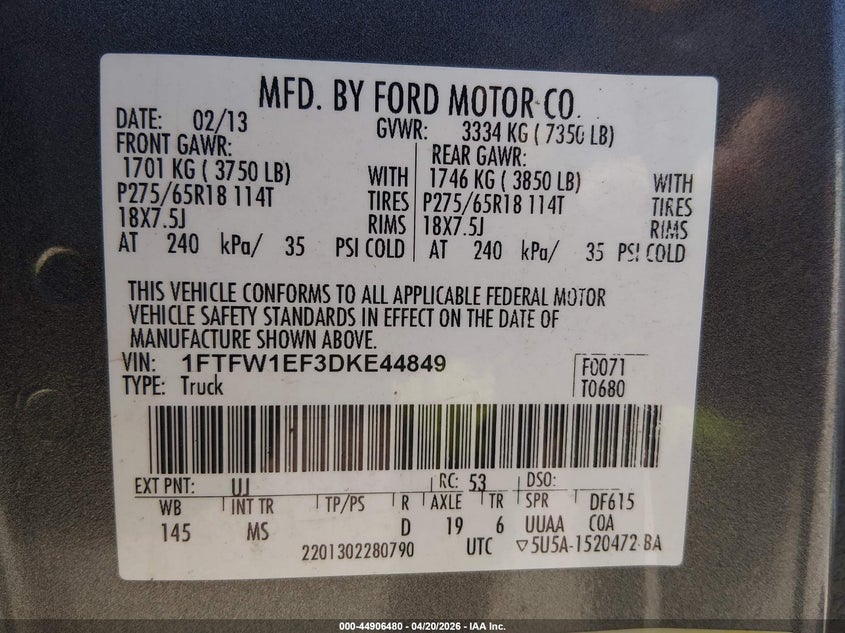 MFD. BY FORD MOTOR CO.
DATE: 02/13 GVWR: 3334 KG ( 7350 LB)
FRONT GAWR: REAR GAWR:
1701 KG ( 3750 LB) WITH 1746 KG ( 3850 LB) WITH
P275/65R18 114T TIRES P275/65R18 114T TIRES
18X7.5J RIMS 18X7.5J RIMS
AT 240 kPa/ 35 PSI COLD AT 240 kPa/ 35 PSI COLD
THIS VEHICLE CONFORMS TO ALL APPLICABLE FEDERAL MOTOR
VEHICLE SAFETY STANDARDS IN EFFECT ON THE DATE OF
MANUFACTURE SHOWN ABOVE.
VIN: 1FTFW1EF3DKE44849 F0071
TYPE: Truck T0680
EXT PNT: UJ RC: 53 DSO:
WB INT TR TP/PS R AXLE TR SPR DF615
145 MS D 19 6 UUAA COA
2201302280790 UTC ▽5U5A-1520472-BA
000-44906480 - 04/20/2026 - IAA Inc.